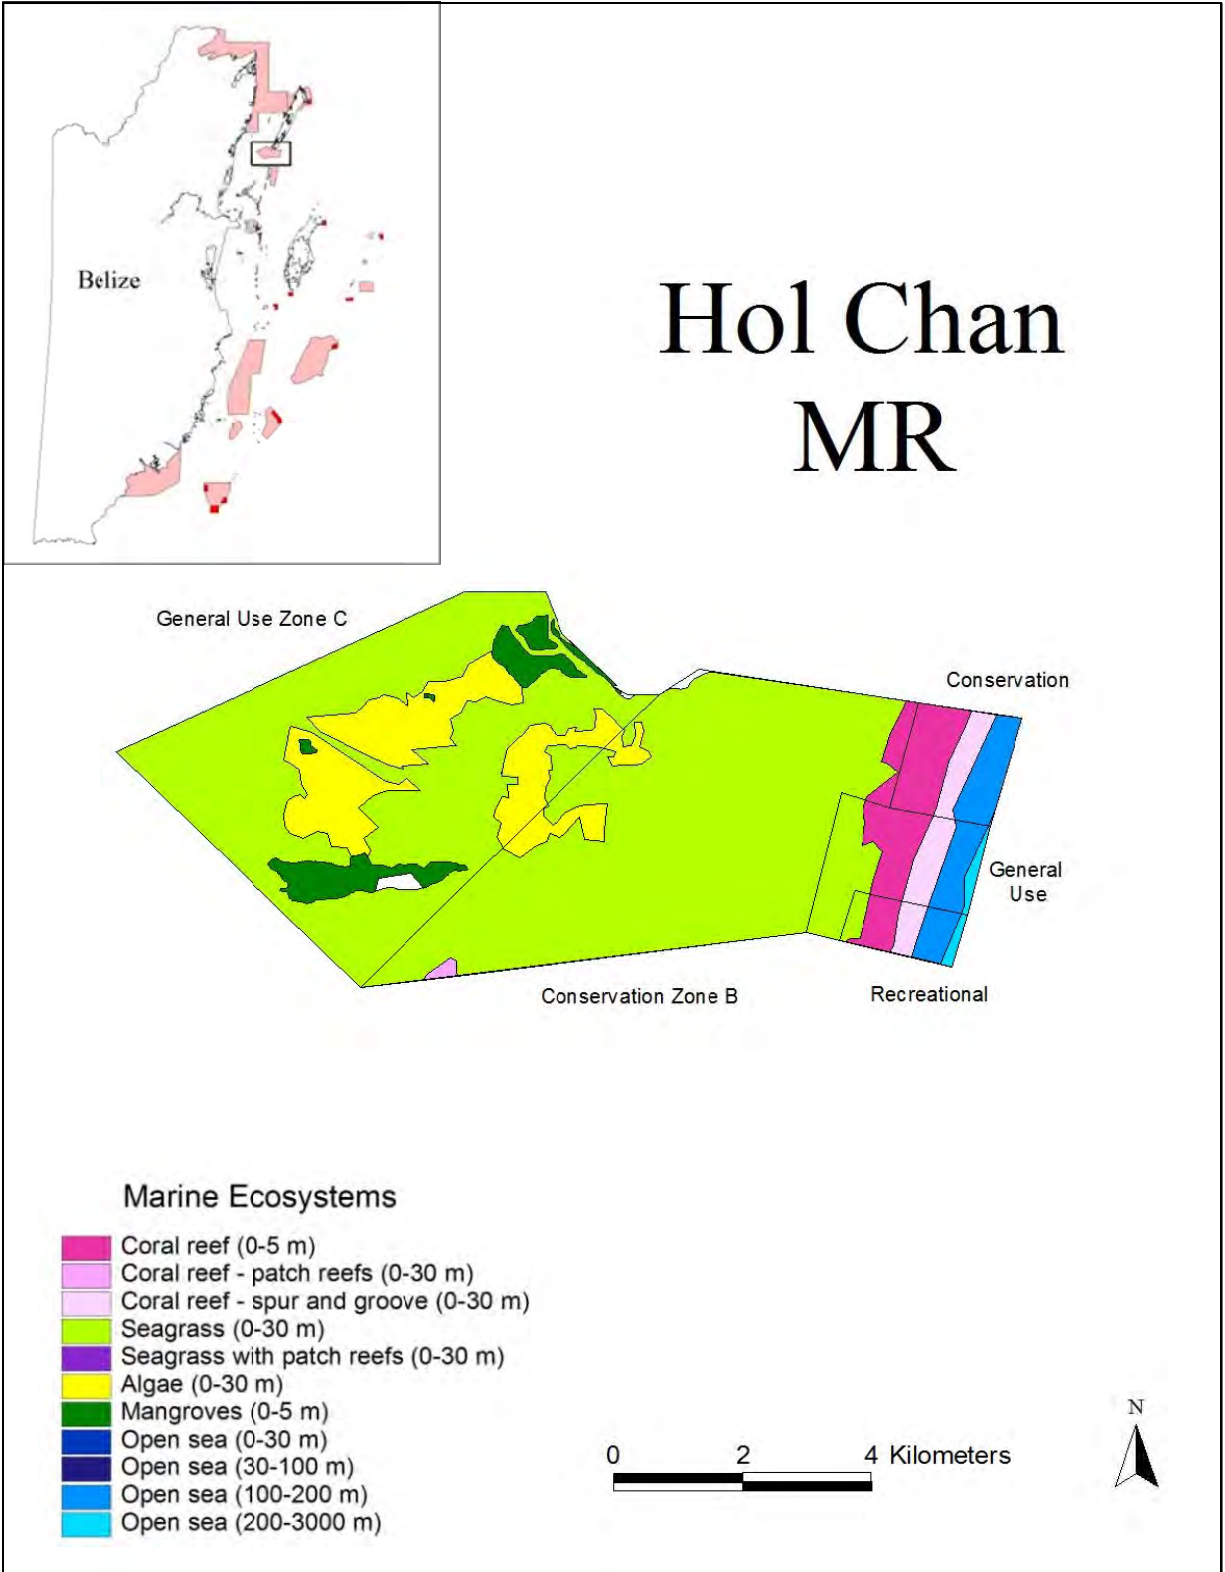 Belize
Hol Chan
MR
General Use Zone C
Conservation
General
Use
Conservation Zone B
Recreational
Marine Ecosystems
Coral reef (0-5 m)
Coral reef - patch reefs (0-30 m)
Coral reef - spur and groove (0-30 m)
Seagrass (0-30 m)
Seagrass with patch reefs (0-30 m)
Algae (0-30 m)
Mangroves (0-5 m)
Open sea (0-30 m)
Open sea (30-100 m)
Open sea (100-200 m)
Open sea (200-3000 m)
0 2 4 Kilometers
N